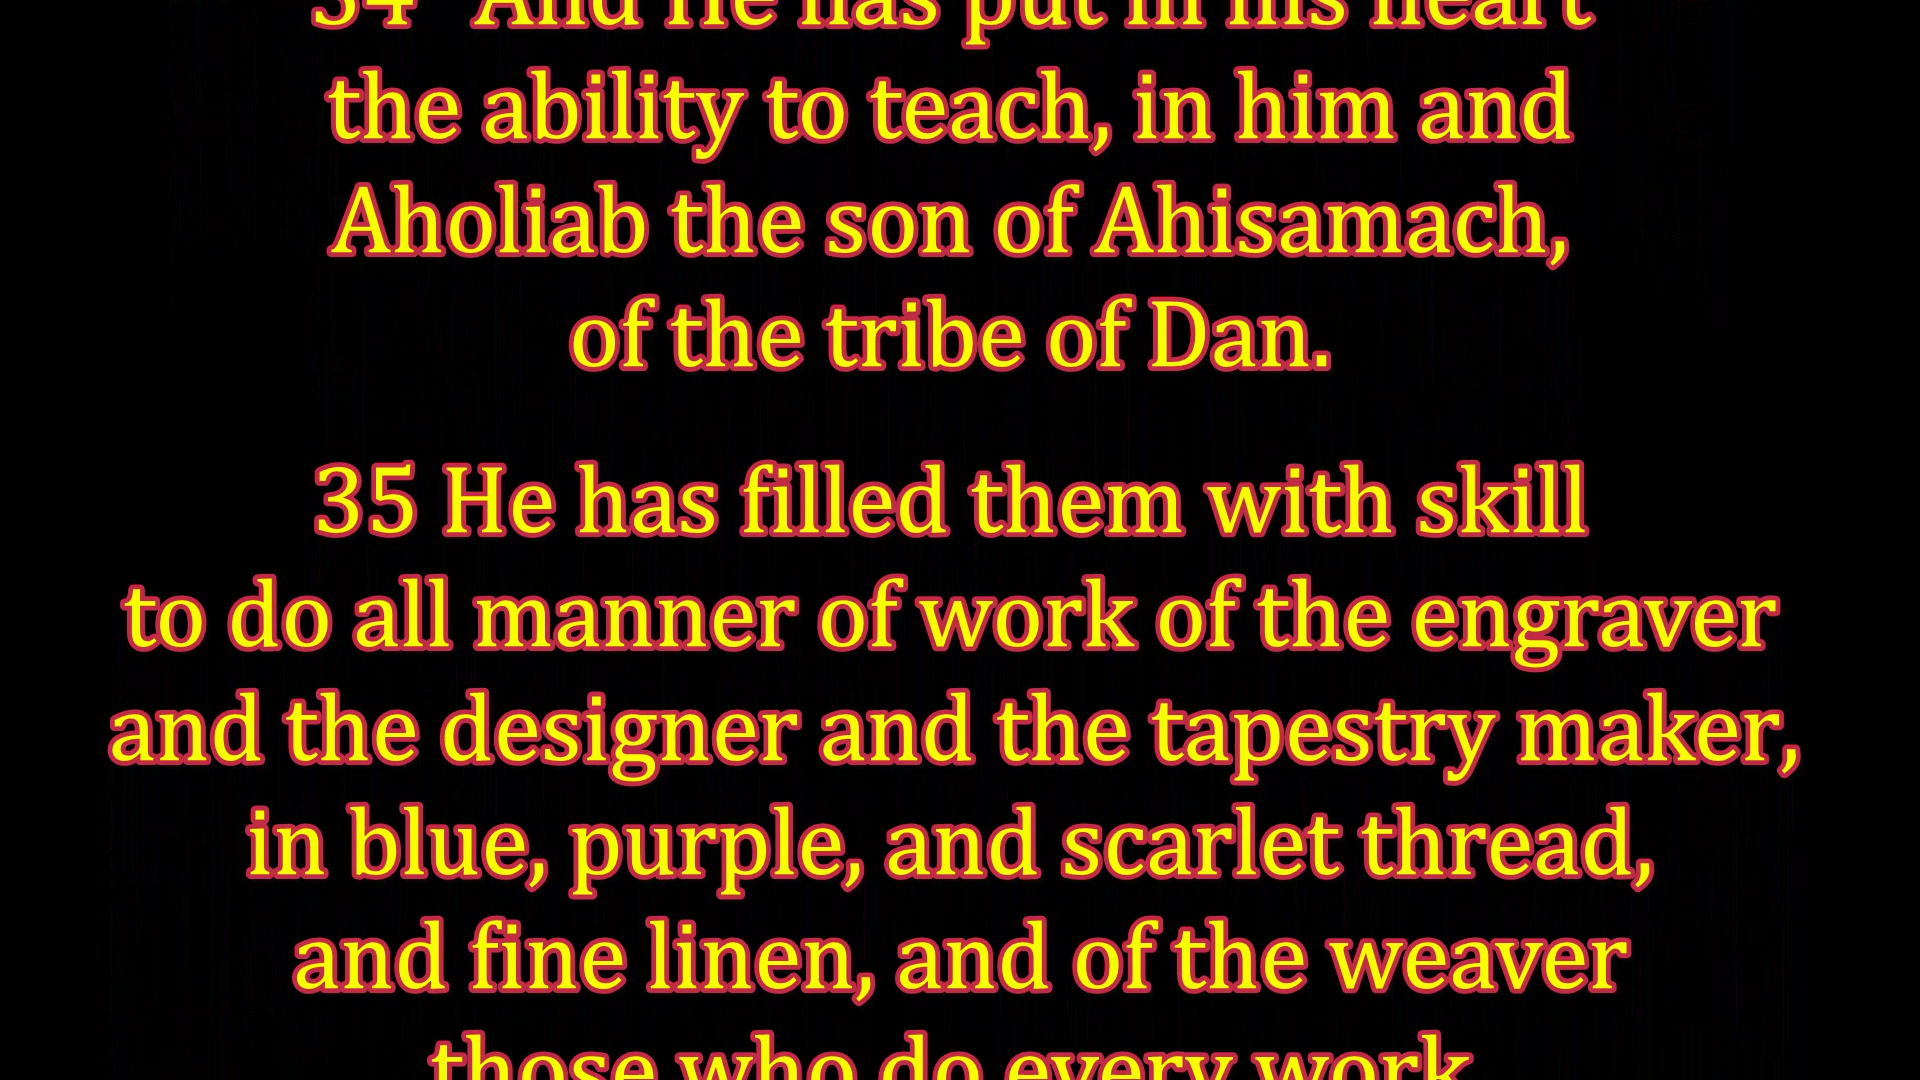 34 "And He has put in his heart
the ability to teach, in him and
Aholiab the son of Ahisamach,
of the tribe of Dan.
35 He has filled them with skill
to do all manner of work of the engraver
and the designer and the tapestry maker,
in blue, purple, and scarlet thread,
and fine linen, and of the weaver
those who do every work